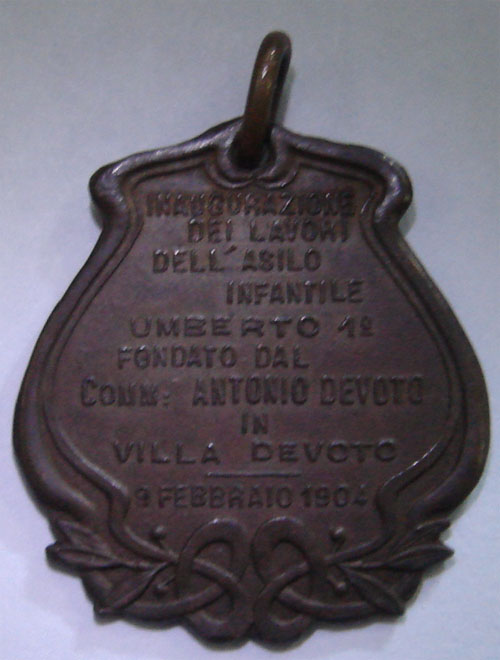 INAUGURAZIONE
DEI LAVORI
DELL'ASILO
INFANTILE
UMBERTO 1º
FONDATO DAL
COMM: ANTONIO DEVOTO
IN
VILLA DEVOTO
9 FEBBRAIO 1904